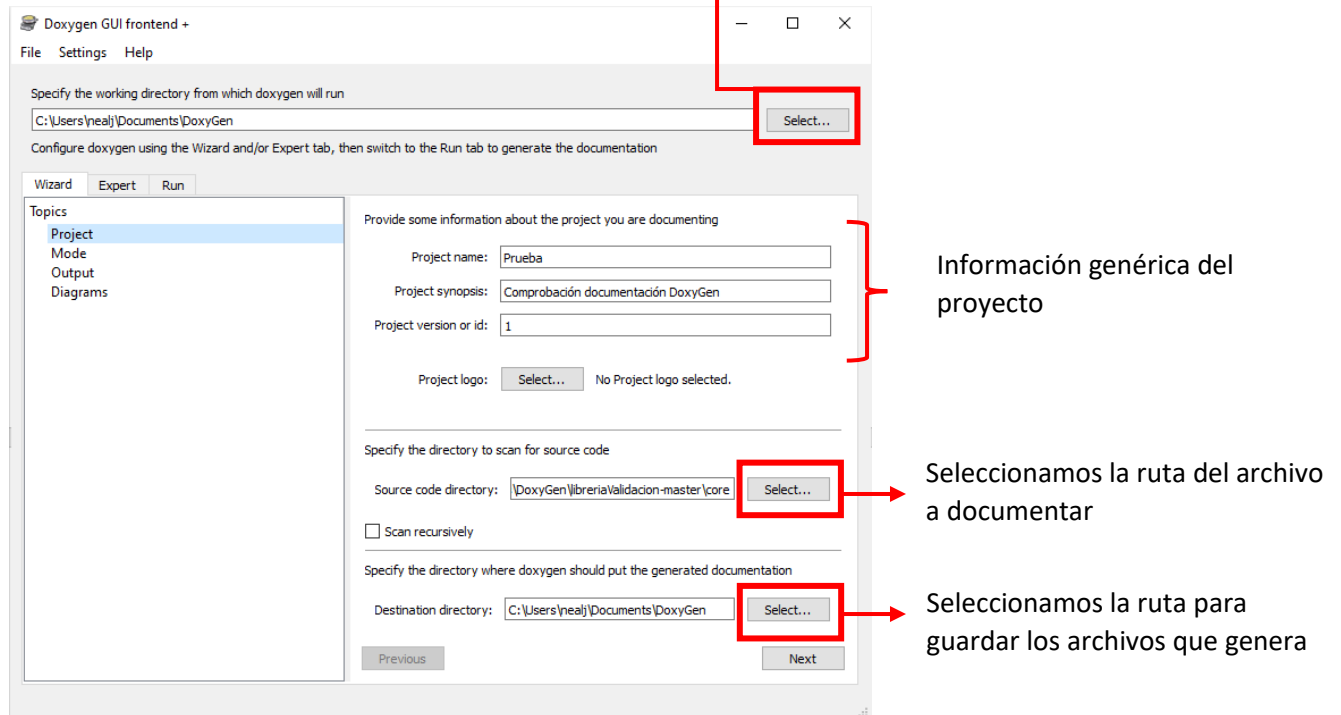 Doxygen GUI frontend +
File Settings Help
Specify the working directory from which doxygen will run
C:\Users\nealj\Documents\DoxyGen
Select...
Configure doxygen using the Wizard and/or Expert tab, then switch to the Run tab to generate the documentation
Wizard Expert Run
Topics
Project
Mode
Output
Diagrams
Provide some information about the project you are documenting
Project name: Prueba
Project synopsis: Comprobación documentación DoxyGen
Project version or id: 1
Project logo: Select... No Project logo selected.
Información genérica del
proyecto
Specify the directory to scan for source code
Source code directory: \DoxyGen\libreriaValidacion-master\core Select...
Scan recursively
Seleccionamos la ruta del archivo
a documentar
Specify the directory where doxygen should put the generated documentation
Destination directory: C:\Users\nealj\Documents\DoxyGen Select...
Seleccionamos la ruta para
guardar los archivos que genera
Previous Next